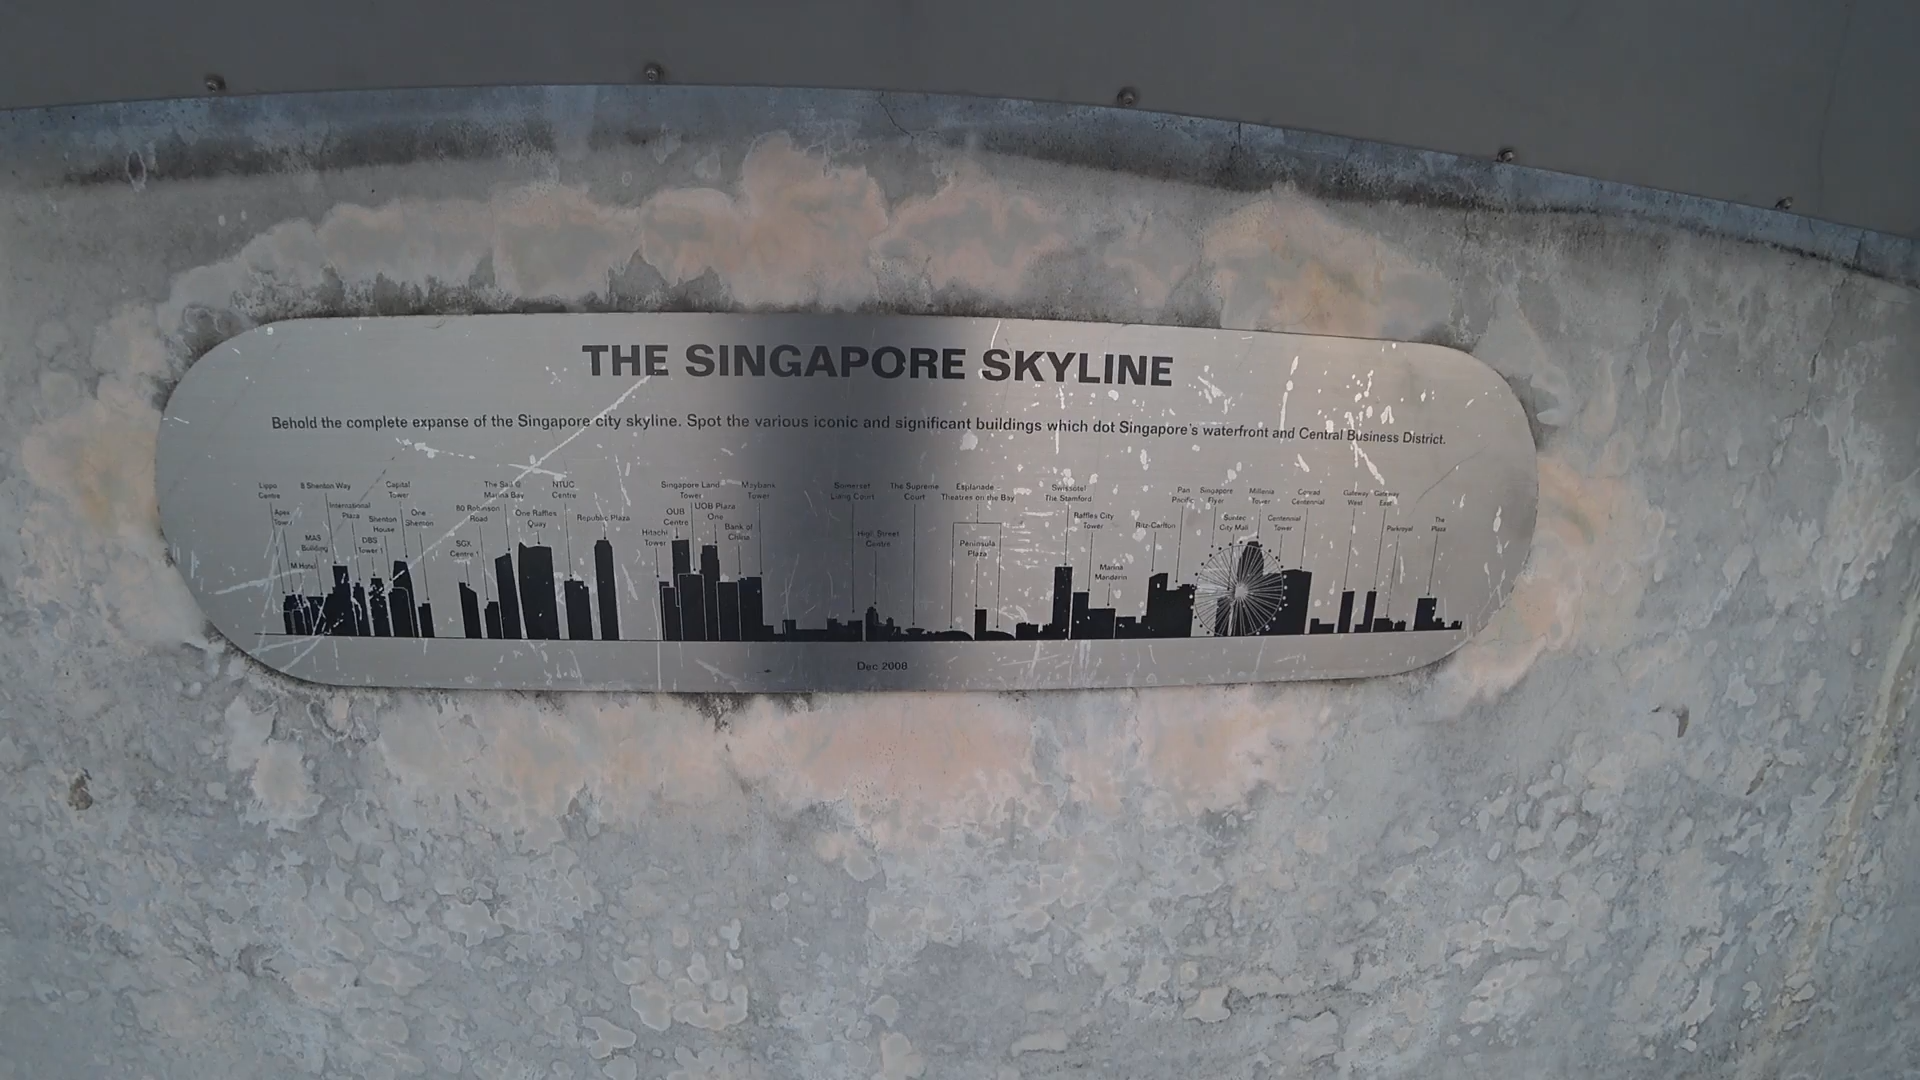 THE SINGAPORE SKYLINE
Behold the complete expanse of the Singapore city skyline. Spot the various iconic and significant buildings which dot Singapore's waterfront and Central Business District.
Lippo
Centre
Apex
Tower
M Hotel
MAS
Building
8 Shenton Way
International
Plaza
DBS
Tower 1
Shenton
House
Capital
Tower
One
Shenton
SGX
Centre 1
80 Robinson
Road
The Sail @
Marina Bay
One Raffles
Quay
NTUC
Centre
Republic Plaza
Hitachi
Tower
OUB
Centre
Singapore Land
Tower
UOB Plaza
One
Bank of
China
Maybank
Tower
Somerset
Liang Court
High Street
Centre
The Supreme
Court
Esplanade
Theatres on the Bay
Peninsula
Plaza
Swissotel
The Stamford
Raffles City
Tower
Marina
Mandarin
Ritz-Carlton
Pan
Pacific
Singapore
Flyer
Suntec
City Mall
Millenia
Tower
Centennial
Tower
Conrad
Centennial
Gateway
West
Gateway
East
Parkroyal
The
Plaza
Dec 2008